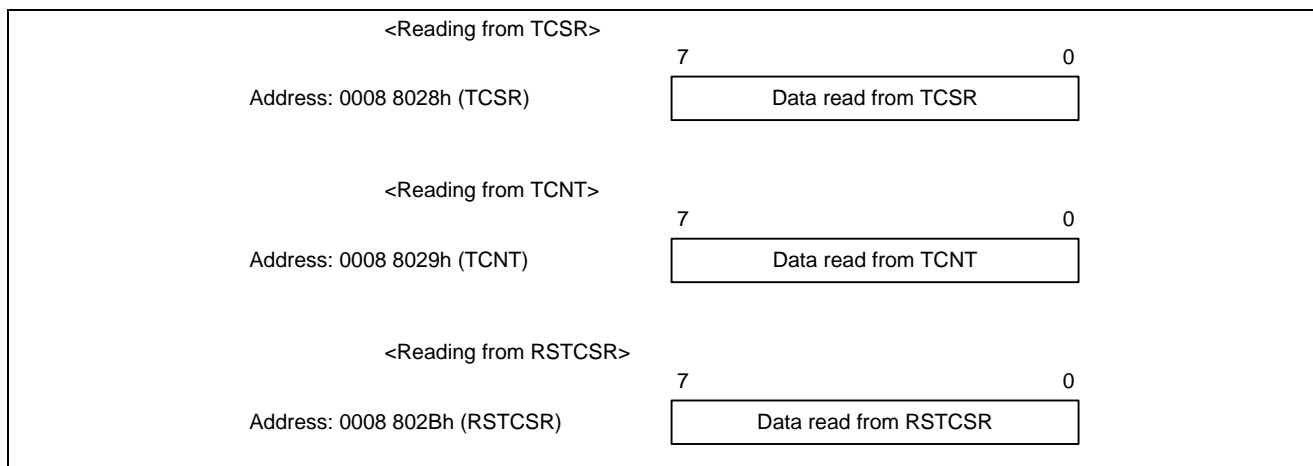 <Reading from TCSR>
7 0
Address: 0008 8028h (TCSR) Data read from TCSR
<Reading from TCNT>
7 0
Address: 0008 8029h (TCNT) Data read from TCNT
<Reading from RSTCSR>
7 0
Address: 0008 802Bh (RSTCSR) Data read from RSTCSR